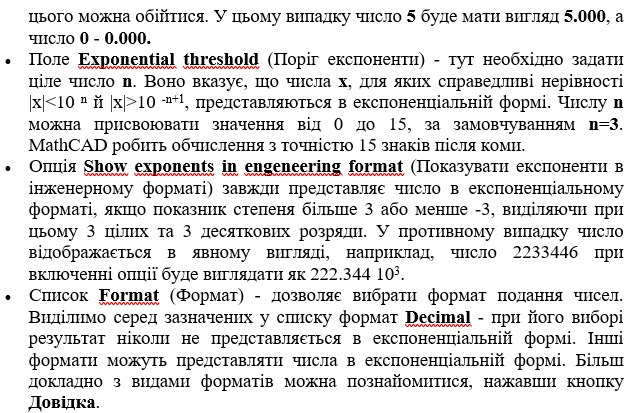 цього можна обійтися. У цьому випадку число 5 буде мати вигляд 5.000, а
число 0 - 0.000.
• Поле Exponential threshold (Поріг експоненти) - тут необхідно задати
ціле число n. Воно вказує, що числа x, для яких справедливі нерівності
|x|<10 ⁿ й |x|>10 ⁻ⁿ⁺¹, представляються в експоненціальній формі. Числу n
можна присвоювати значення від 0 до 15, за замовчуванням n=3.
MathCAD робить обчислення з точністю 15 знаків після коми.
• Опція Show exponents in engeneering format (Показувати експоненти в
інженерному форматі) завжди представляє число в експоненціальному
форматі, якщо показник степеня більше 3 або менше -3, виділяючи при
цьому 3 цілих та 3 десяткових розряди. У противному випадку число
відображається в явному вигляді, наприклад, число 2233446 при
включенні опції буде виглядати як 222.344 10³.
• Список Format (Формат) - дозволяє вибрати формат подання чисел.
Виділимо серед зазначених у списку формат Decimal - при його виборі
результат ніколи не представляється в експоненціальній формі. Інші
формати можуть представляти числа в експоненціальній формі. Більш
докладно з видами форматів можна познайомитися, нажавши кнопку
Довідка.